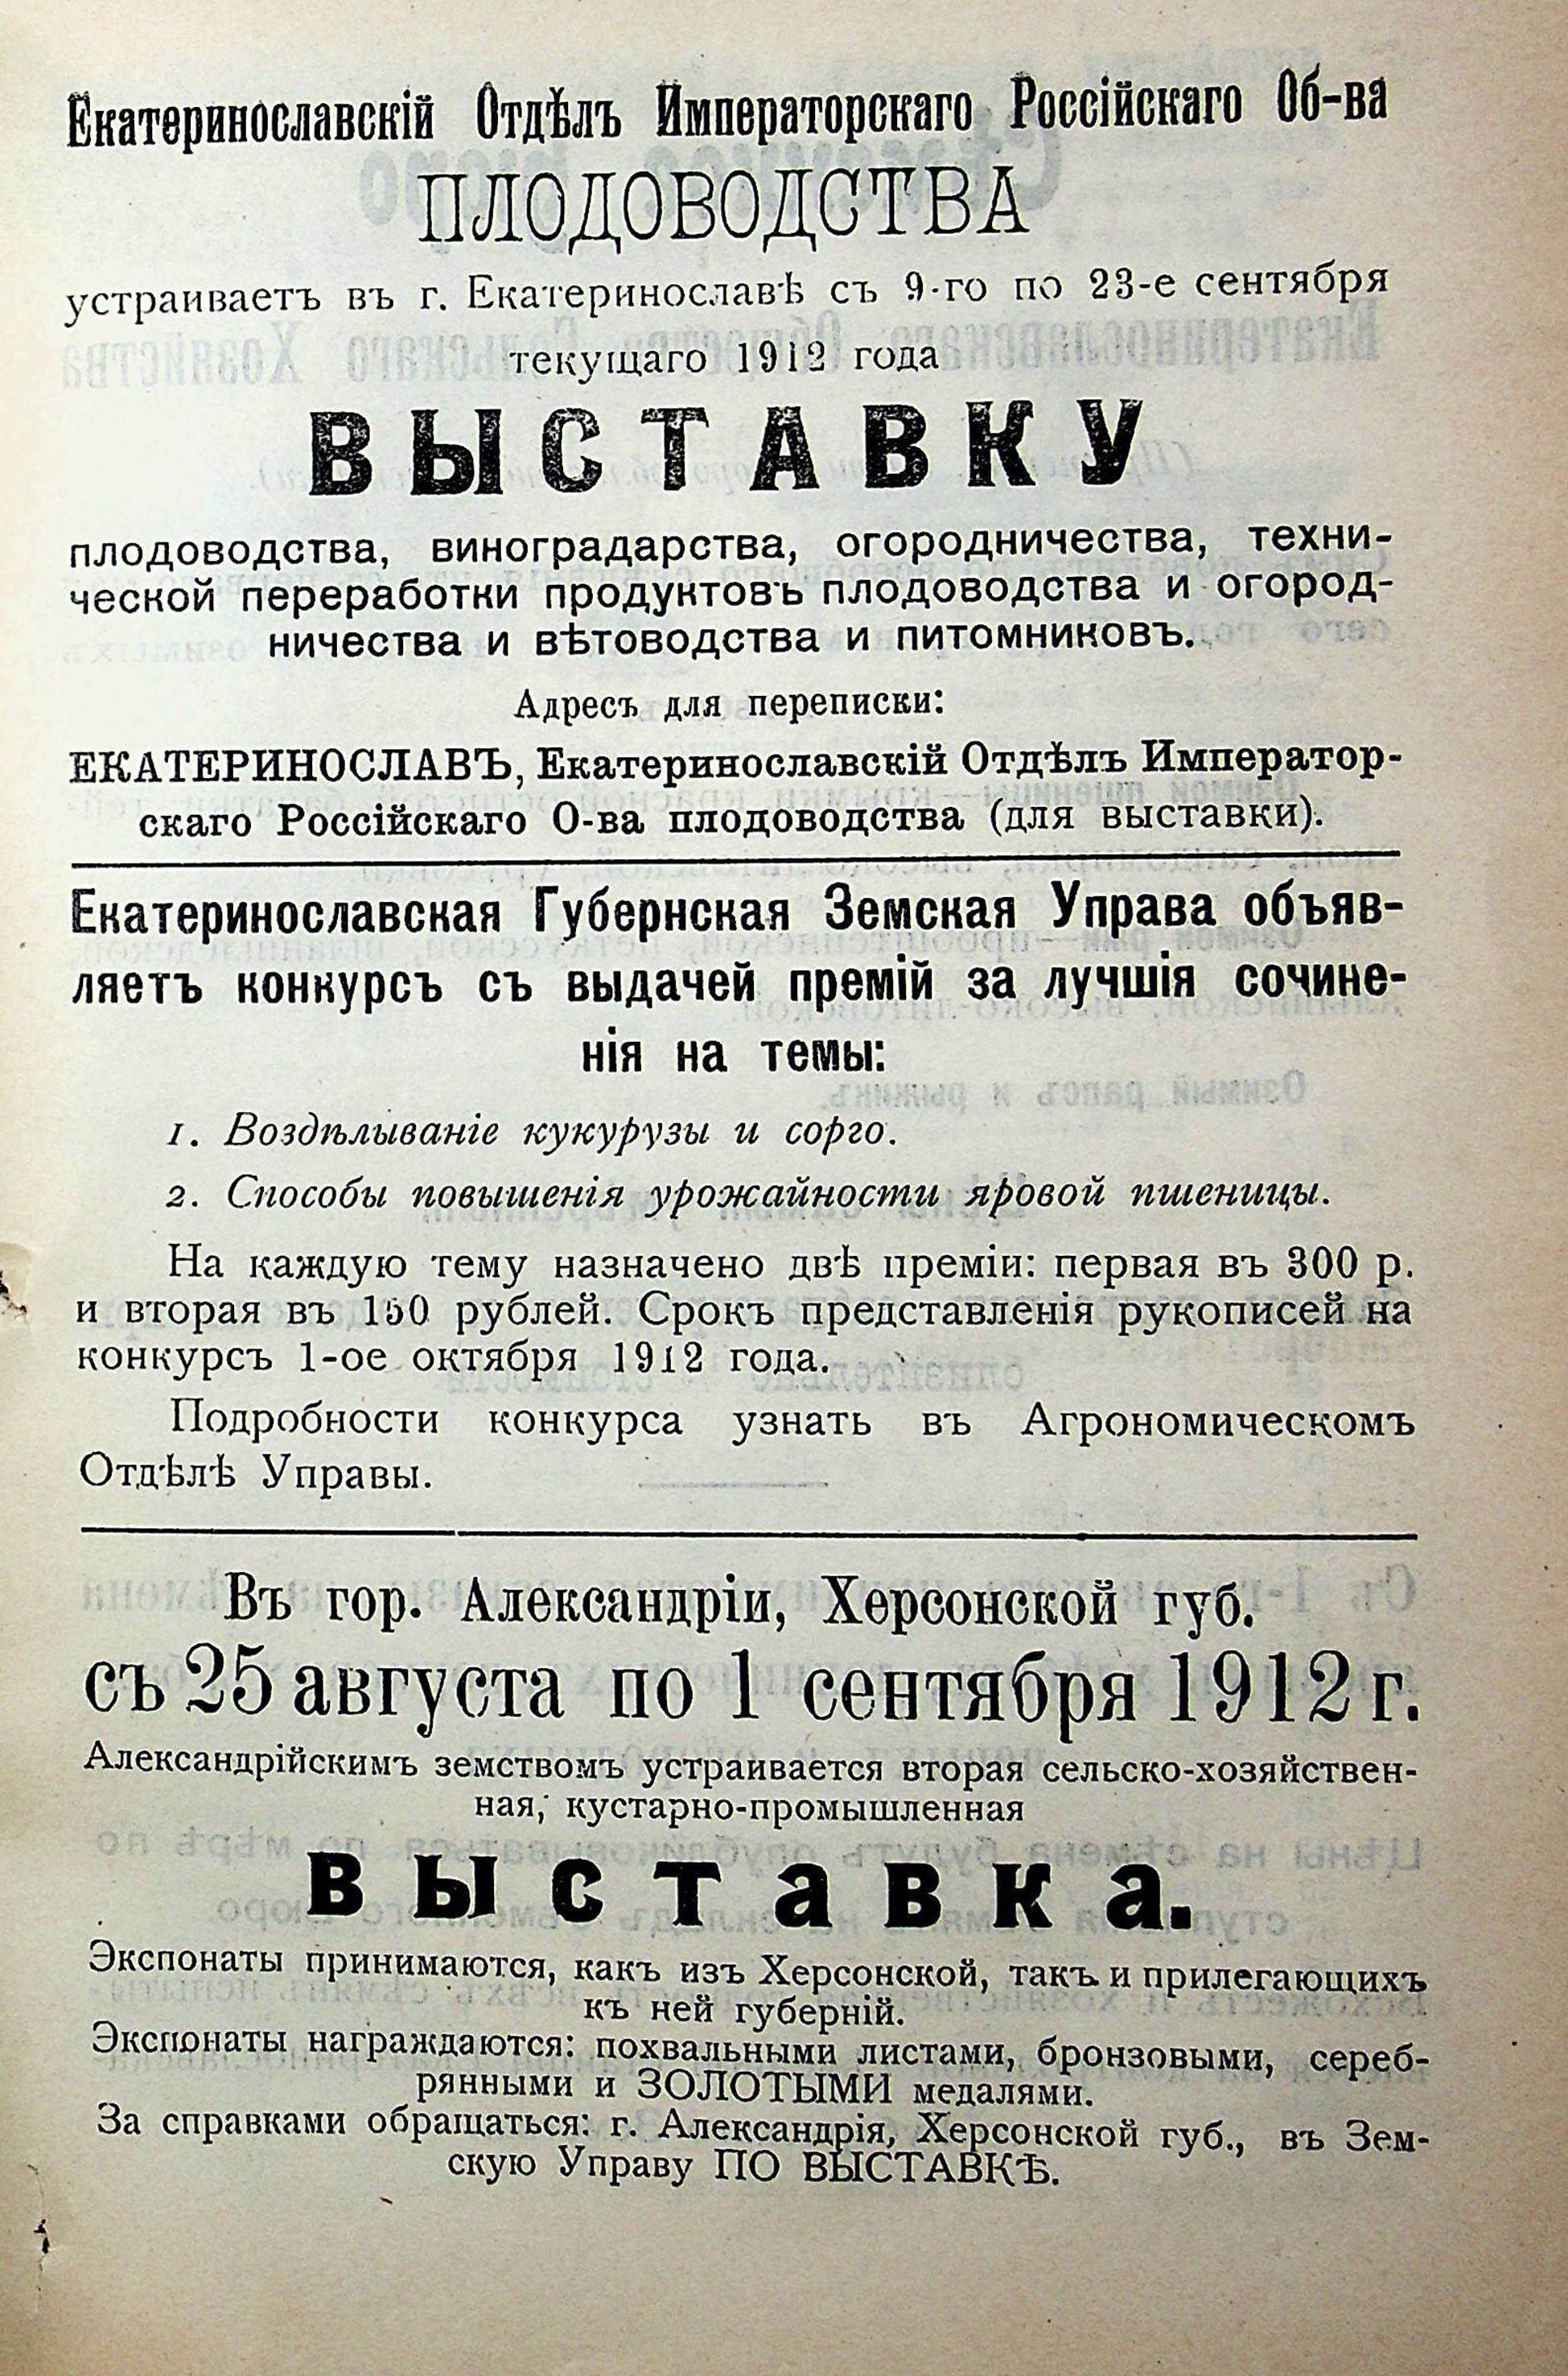 Екатеринославскій Отдѣлъ Императорскаго Россійскаго Об-ва
ПЛОДОВОДСТВА
устраиваетъ въ г. Екатеринославѣ съ 9-го по 23-е сентября
текущаго 1912 года
ВЫСТАВКУ
плодоводства, виноградарства, огородничества, техни-
ческой переработки продуктовъ плодоводства и огород-
ничества и вѣтоводства и питомниковъ.
Адресъ для переписки:
ЕКАТЕРИНОСЛАВЪ, Екатеринославскій Отдѣлъ Император-
скаго Россійскаго О-ва плодоводства (для выставки).
Екатеринославская Губернская Земская Управа объяв-
ляетъ конкурсъ съ выдачей премій за лучшія сочине-
нія на темы:
1. Воздѣлываніе кукурузы и сорго.
2. Способы повышенія урожайности яровой пшеницы.
На каждую тему назначено двѣ преміи: первая въ 300 р.
и вторая въ 150 рублей. Срокъ представленія рукописей на
конкурсъ 1-ое октября 1912 года.
Подробности конкурса узнать въ Агрономическомъ
Отдѣлѣ Управы.
Въ гор. Александріи, Херсонской губ.
съ 25 августа по 1 сентября 1912 г.
Александрійскимъ земствомъ устраивается вторая сельско-хозяйствен-
ная, кустарно-промышленная
выставка.
Экспонаты принимаются, какъ изъ Херсонской, такъ и прилегающихъ
къ ней губерній.
Экспонаты награждаются: похвальными листами, бронзовыми, сереб-
рянными и ЗОЛОТЫМИ медалями.
За справками обращаться: г. Александрія, Херсонской губ., въ Зем-
скую Управу ПО ВЫСТАВКѢ.